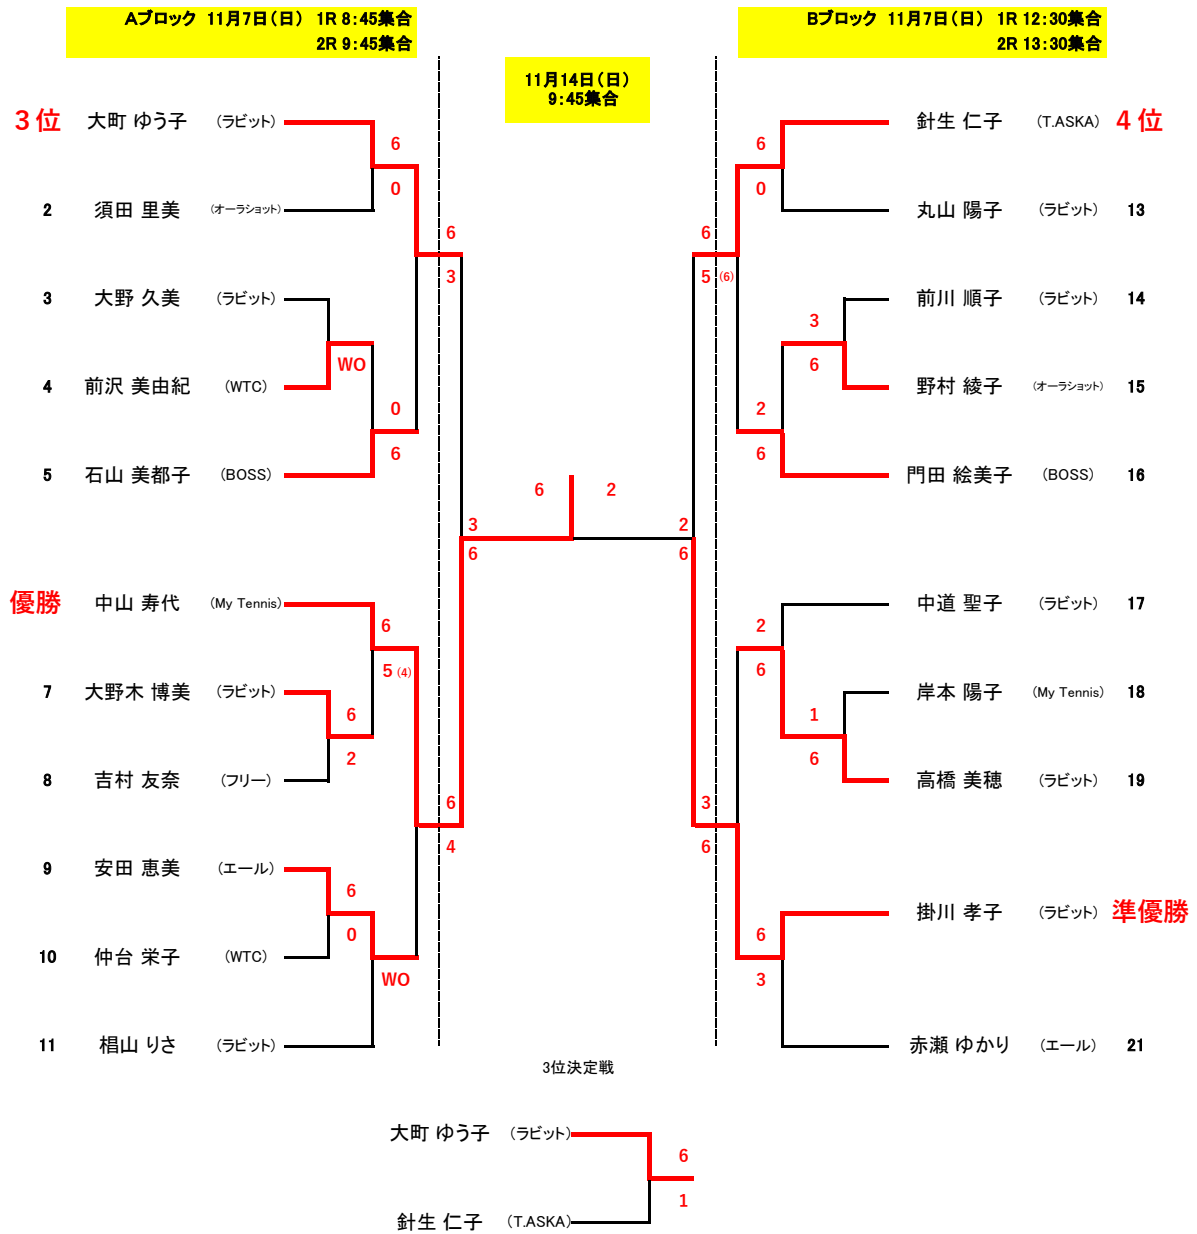 Aブロック 11月7日(日) 1R 8:45集合
2R 9:45集合
Bブロック 11月7日(日) 1R 12:30集合
2R 13:30集合
11月14日(日)
9:45集合
3位 大町 ゆう子 (ラビット)
6
0
2 須田 里美 (オーラショット)
6
3
3 大野 久美 (ラビット)
WO
4 前沢 美由紀 (WTC)
0
6
5 石山 美都子 (BOSS)
3
6
優勝 中山 寿代 (My Tennis)
6
5 (4)
7 大野木 博美 (ラビット)
6
2
8 吉村 友奈 (フリー)
6
4
9 安田 恵美 (エール)
6
0
10 仲台 栄子 (WTC)
WO
11 椙山 りさ (ラビット)
6 2
針生 仁子 (T.ASKA) 4位
6
0
丸山 陽子 (ラビット) 13
6
5 (6)
前川 順子 (ラビット) 14
3
6
野村 綾子 (オーラショット) 15
2
6
門田 絵美子 (BOSS) 16
2
6
中道 聖子 (ラビット) 17
2
6
岸本 陽子 (My Tennis) 18
1
6
高橋 美穂 (ラビット) 19
3
6
掛川 孝子 (ラビット) 準優勝
6
3
赤瀬 ゆかり (エール) 21
3位決定戦
大町 ゆう子 (ラビット)
6
1
針生 仁子 (T.ASKA)